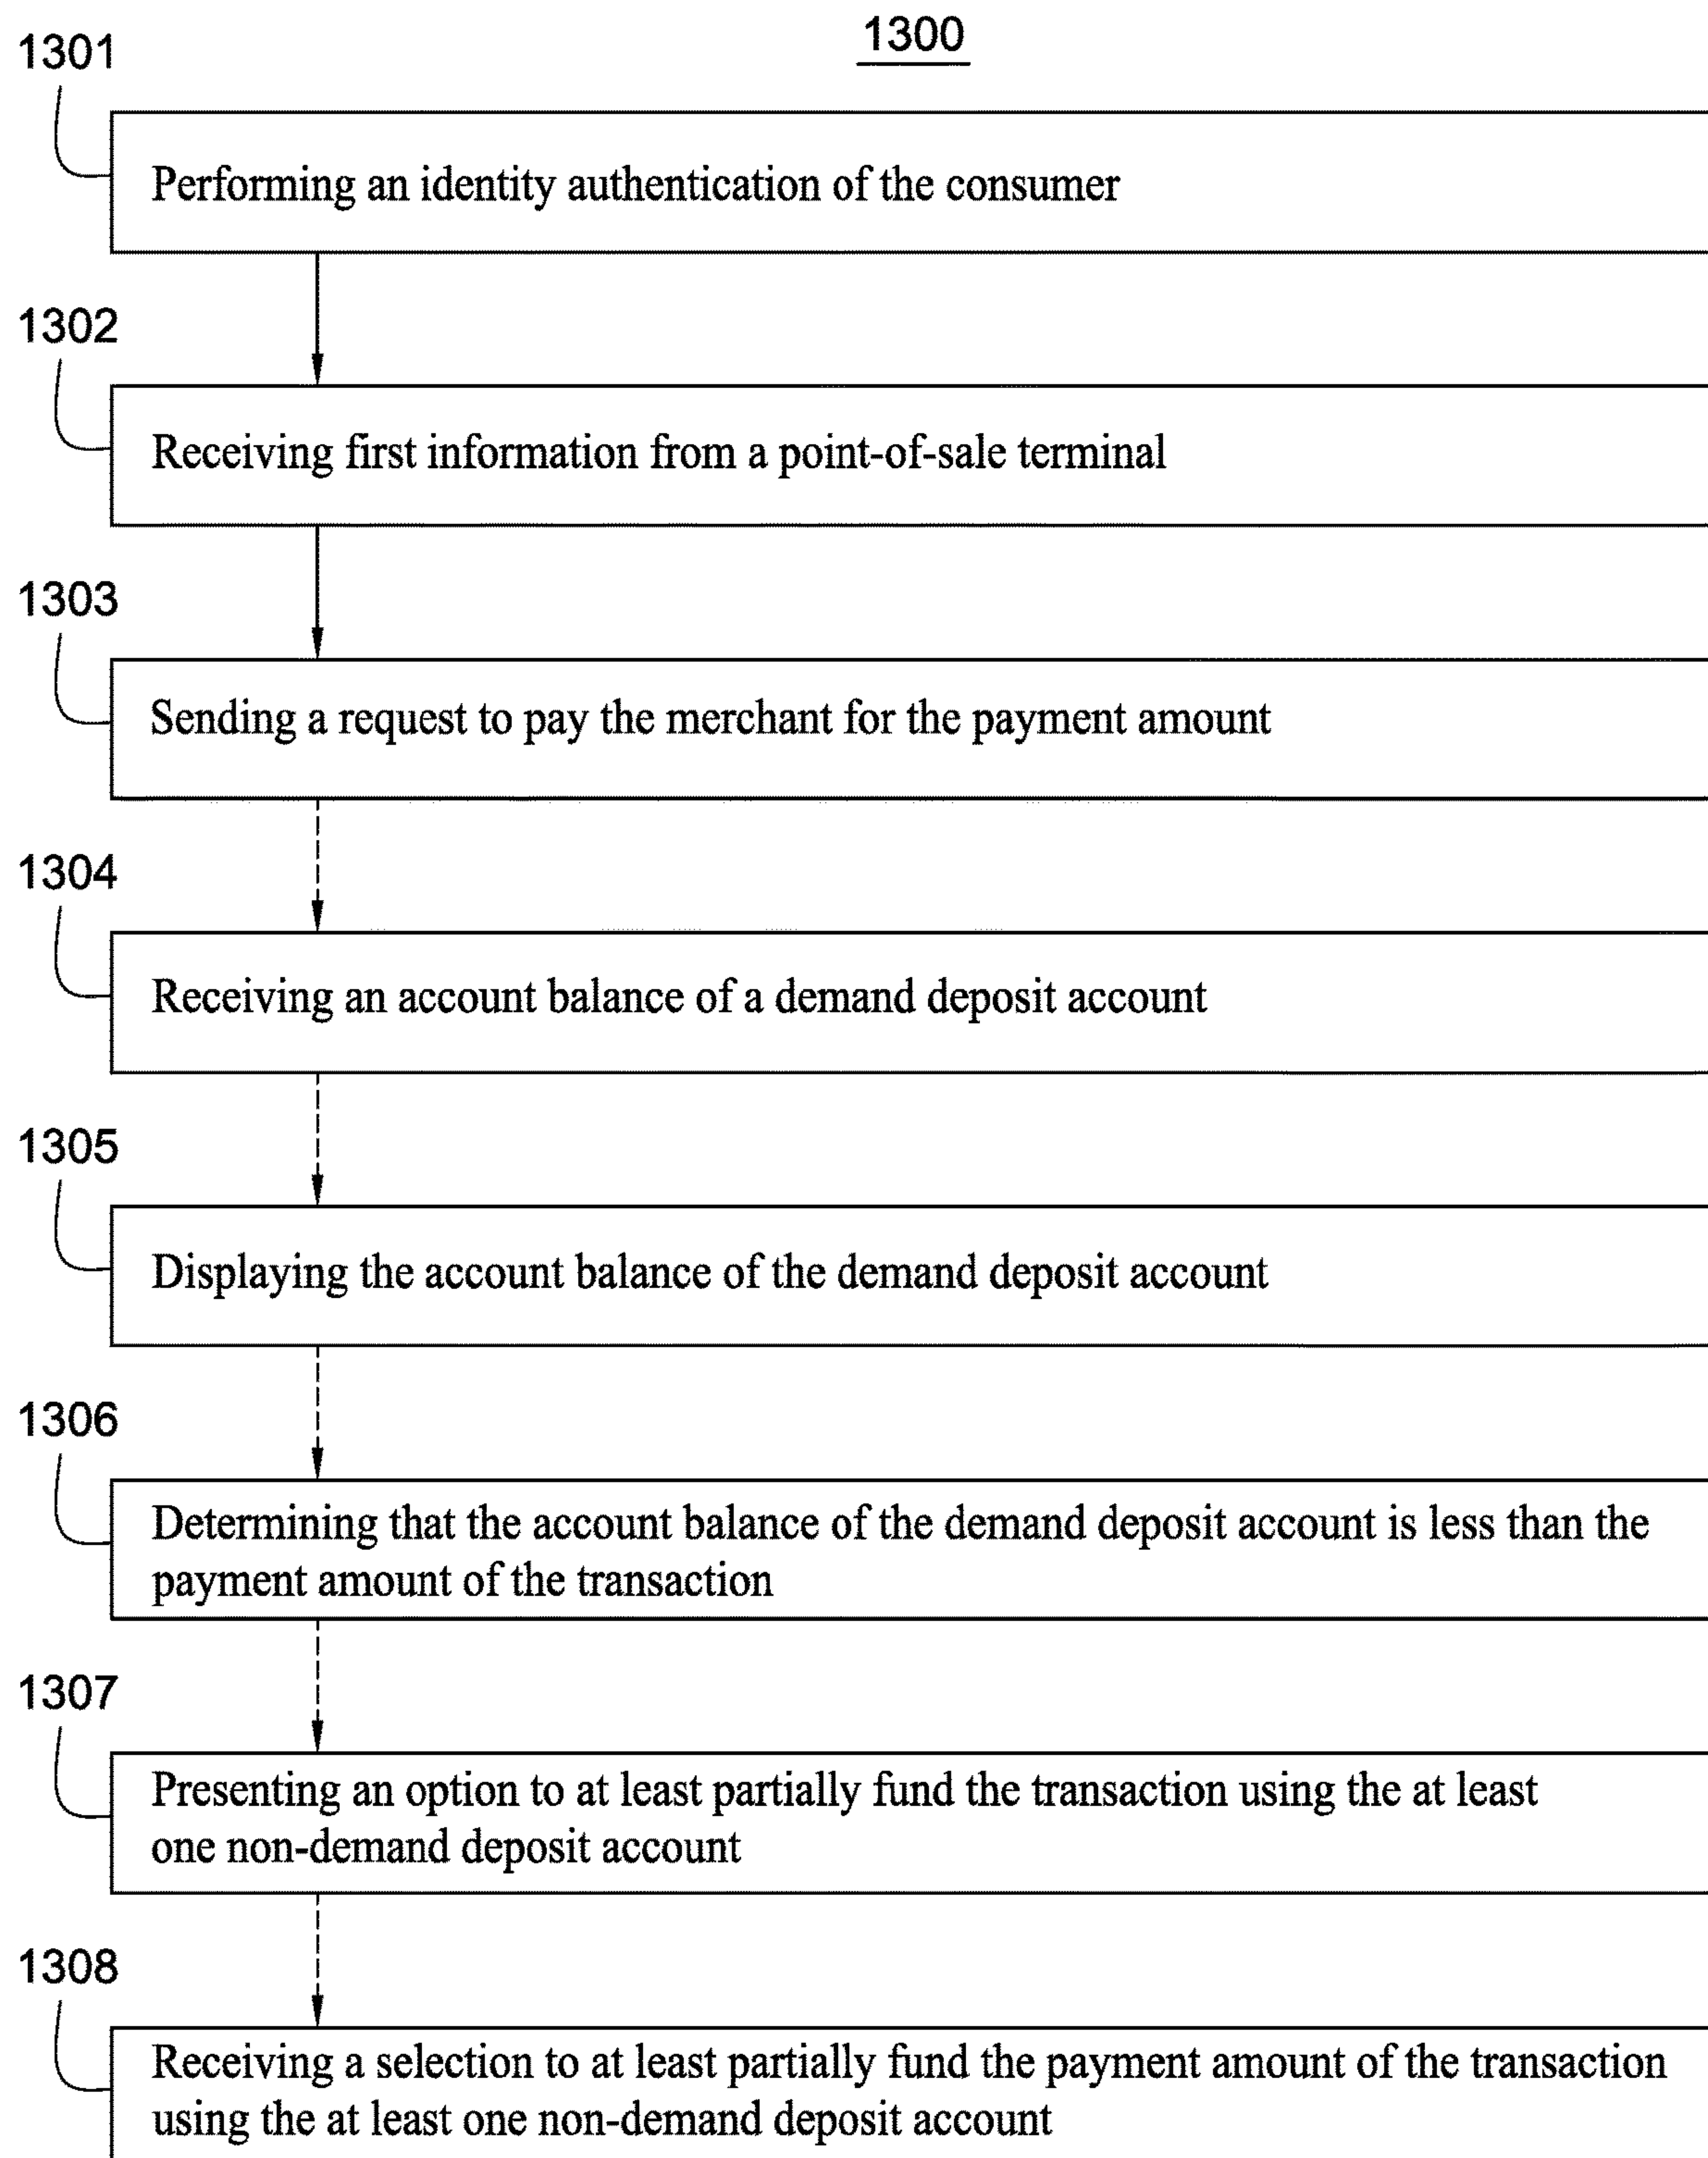 1300
1301
Performing an identity authentication of the consumer
1302
Receiving first information from a point-of-sale terminal
1303
Sending a request to pay the merchant for the payment amount
1304
Receiving an account balance of a demand deposit account
1305
Displaying the account balance of the demand deposit account
1306
Determining that the account balance of the demand deposit account is less than the
payment amount of the transaction
1307
Presenting an option to at least partially fund the transaction using the at least
one non-demand deposit account
1308
Receiving a selection to at least partially fund the payment amount of the transaction
using the at least one non-demand deposit account